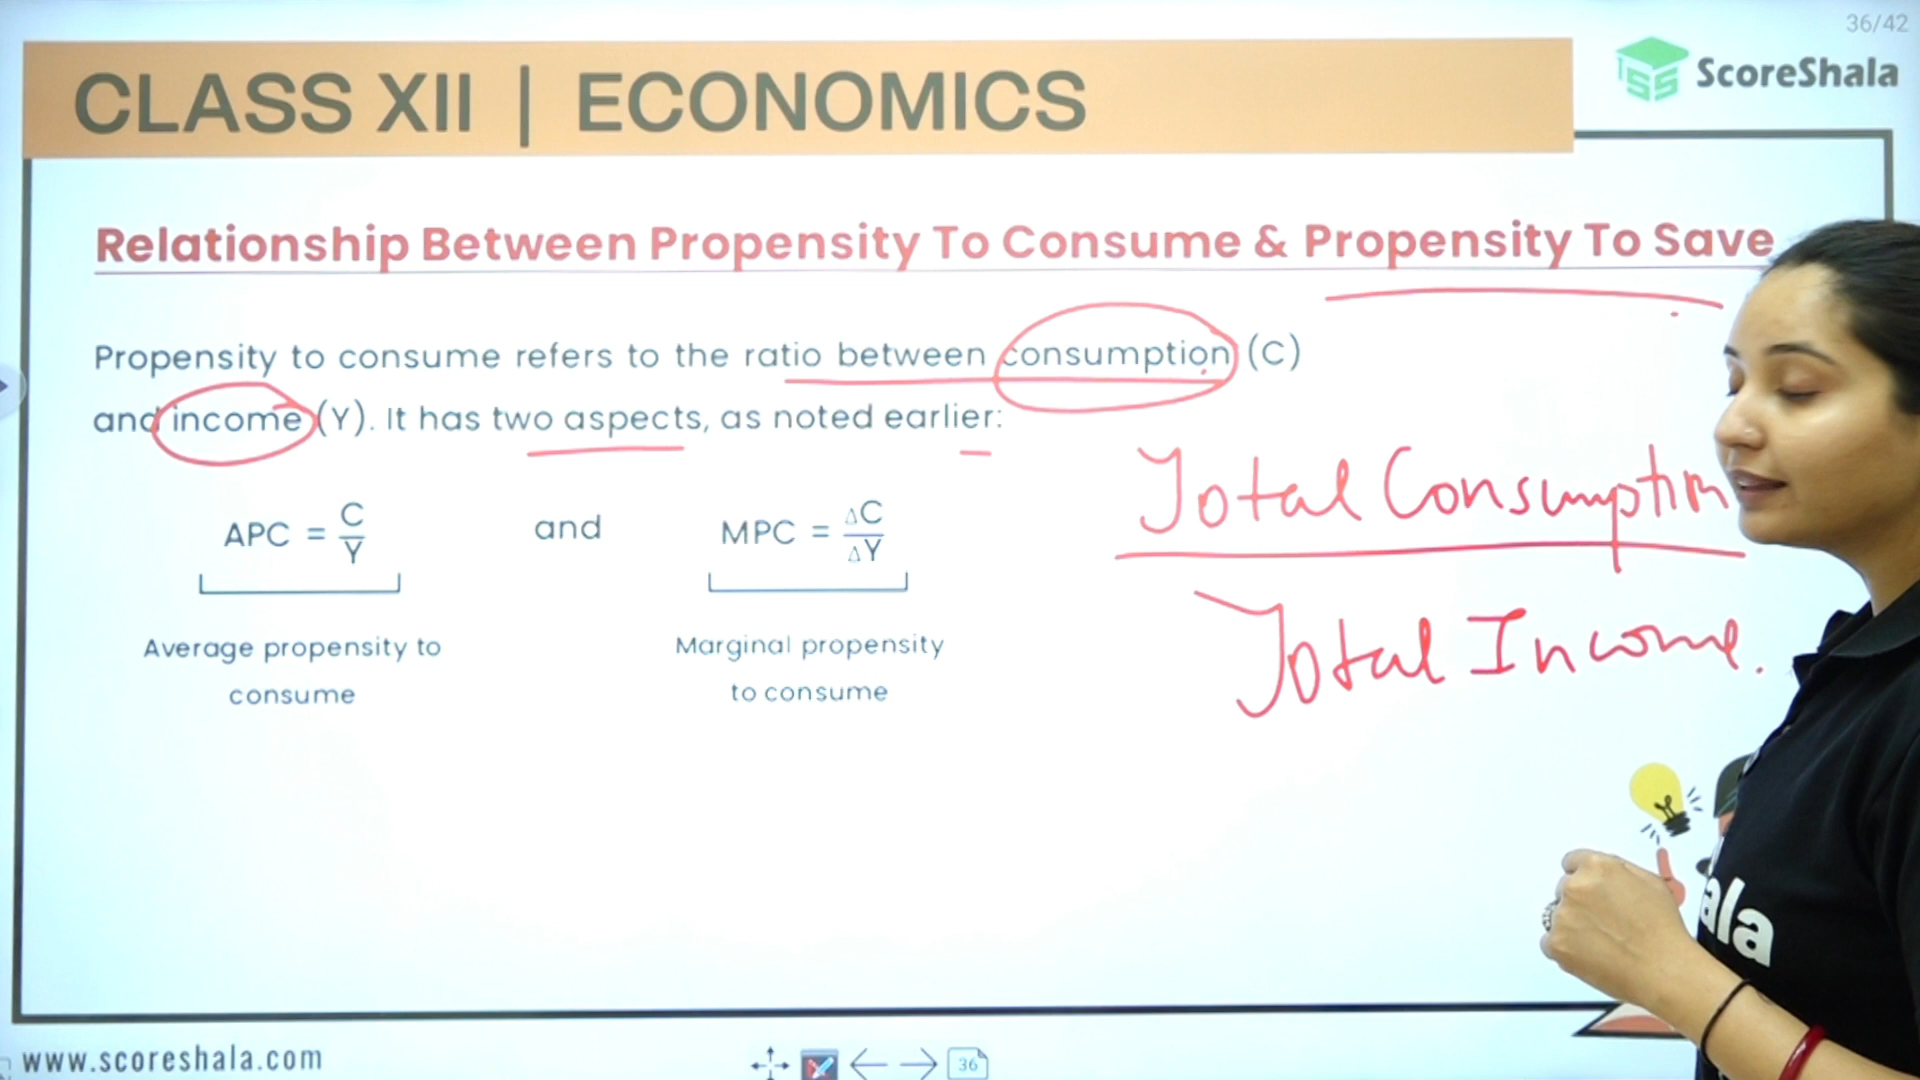 36/42
CLASS XII | ECONOMICS
SS ScoreShala
Relationship Between Propensity To Consume & Propensity To Save
Propensity to consume refers to the ratio between consumption (C)
and income (Y). It has two aspects, as noted earlier:
APC = C/Y and MPC = ΔC/ΔY
Average propensity to
consume
Marginal propensity
to consume
Total Consumption
Total Income.
ala
www.scoreshala.com
36